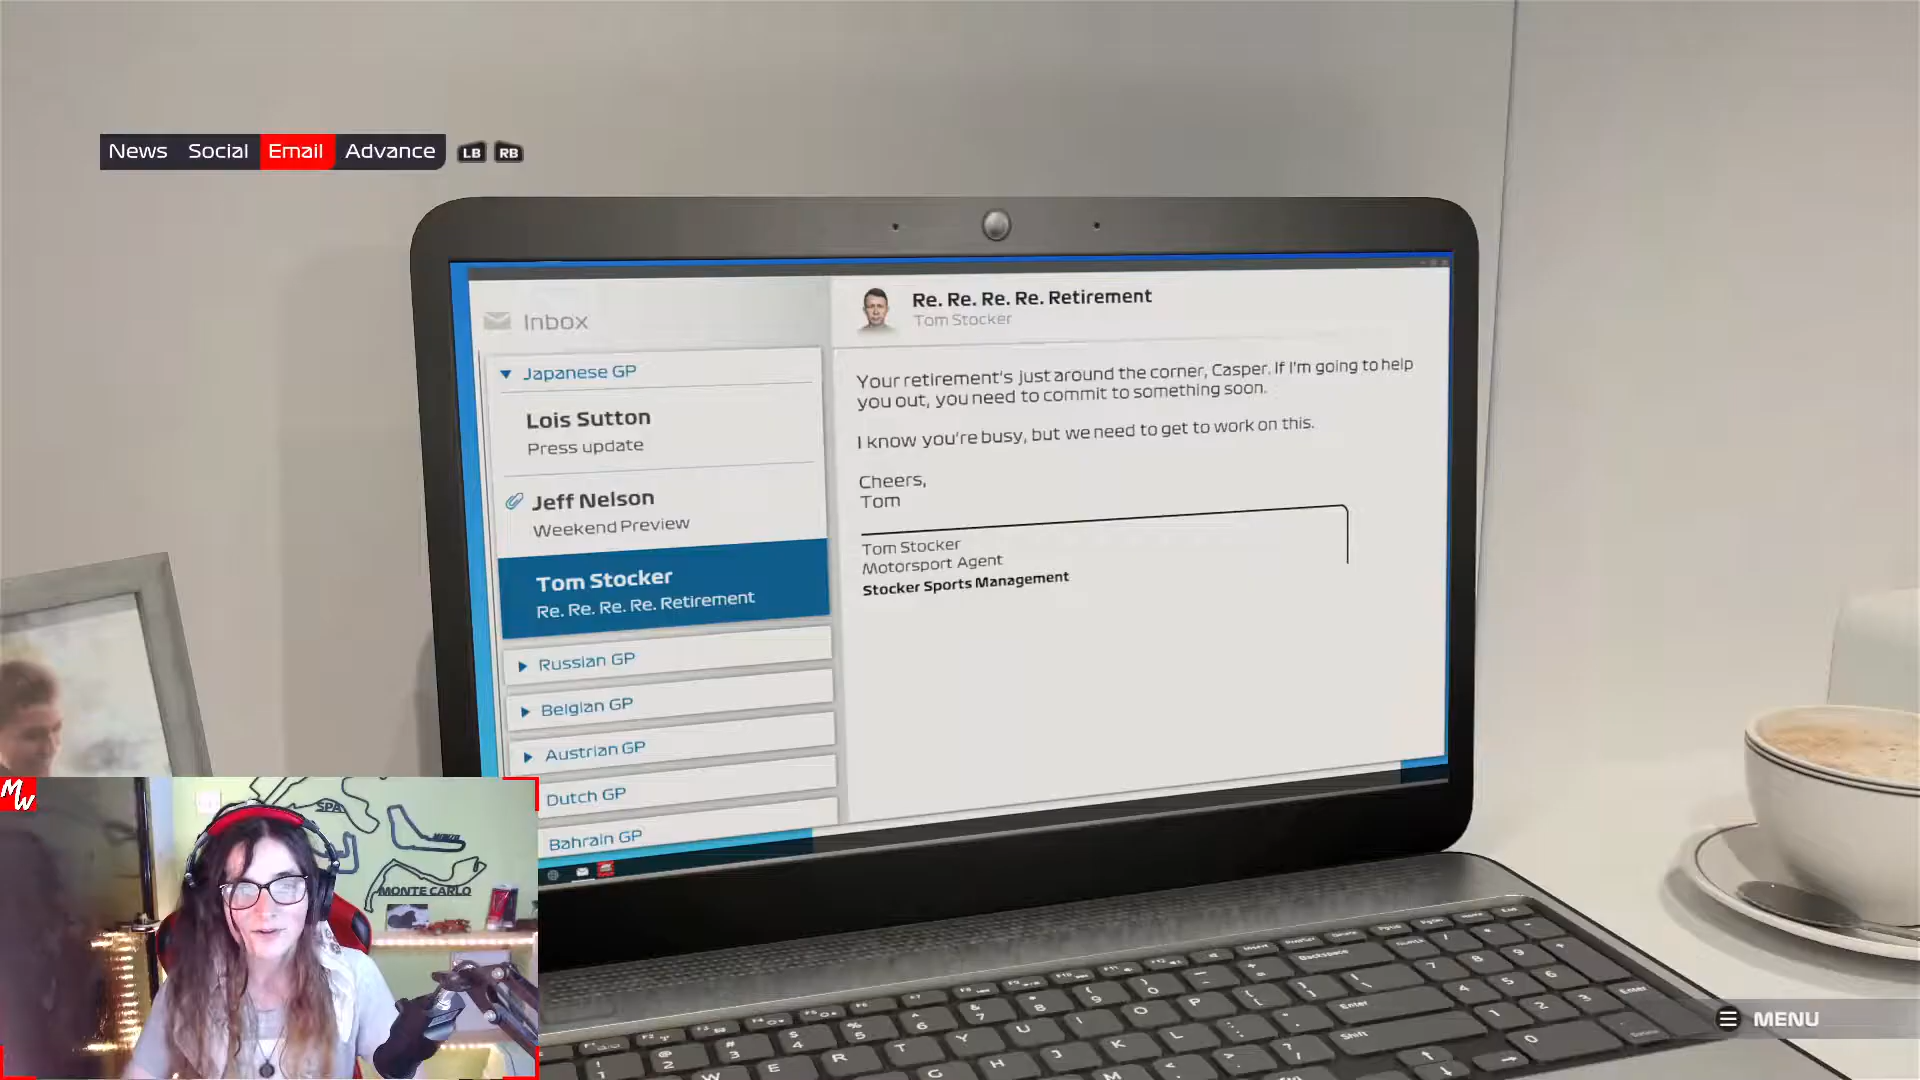 News Social Email Advance LB RB
Inbox
Japanese GP
Lois Sutton
Press update
Jeff Nelson
Weekend Preview
Tom Stocker
Re. Re. Re. Re. Retirement
Russian GP
Belgian GP
Austrian GP
Dutch GP
Bahrain GP
Re. Re. Re. Re. Retirement
Tom Stocker
Your retirement's just around the corner, Casper. If I'm going to help
you out, you need to commit to something soon.
I know you're busy, but we need to get to work on this.
Cheers,
Tom
Tom Stocker
Motorsport Agent
Stocker Sports Management
MW
SPA
MONTE CARLO
MENU